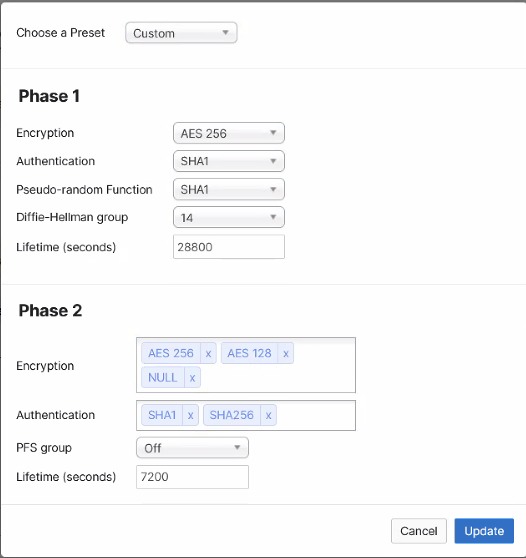 Choose a Preset Custom
Phase 1
Encryption AES 256
Authentication SHA1
Pseudo-random Function SHA1
Diffie-Hellman group 14
Lifetime (seconds) 28800
Phase 2
AES 256 x AES 128 x
Encryption
NULL x
Authentication SHA1 x SHA256 x
PFS group Off
Lifetime (seconds) 7200
Cancel Update